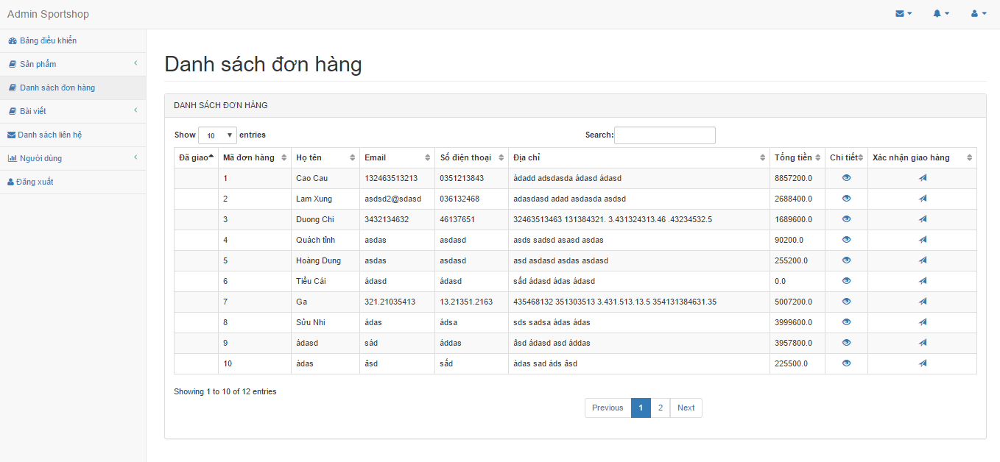 Admin Sportshop
Bảng điều khiển
Sản phẩm
Danh sách đơn hàng
Bài viết
Danh sách liên hệ
Người dùng
Đăng xuất
Danh sách đơn hàng
DANH SÁCH ĐƠN HÀNG
Show 10 entries Search:
Đã giao Mã đơn hàng Họ tên Email Số điện thoại Địa chỉ Tổng tiền Chi tiết Xác nhận giao hàng
1 Cao Cau 132463513213 0351213843 ádadd adsdasda ádasd ádasd 8857200.0
2 Lam Xung asdsd2@sdasd 036132468 adasdasd adad asdasda asdsd 2688400.0
3 Duong Chi 3432134632 46137651 32463513463 131384321. 3.431324313.46 .43234532.5 1689600.0
4 Quách tỉnh asdas asdasd asds sadsd asasd asdas 90200.0
5 Hoàng Dung asdas asdasd asd asdasd asdas asdasd 255200.0
6 Tiều Cái ádasd ádasd sấd ádasd ádas ádasd 0.0
7 Ga 321.21035413 13.21351.2163 435468132 351303513 3.431.513.13.5 354131384631.35 5007200.0
8 Sửu Nhi ádas ádsa sds sadsa ádas ádas 3999600.0
9 ádasd sád áddas âsd ádasd asd áddas 3957800.0
10 ádas âsd sấd ádas sad áds âsd 225500.0
Showing 1 to 10 of 12 entries
Previous 1 2 Next